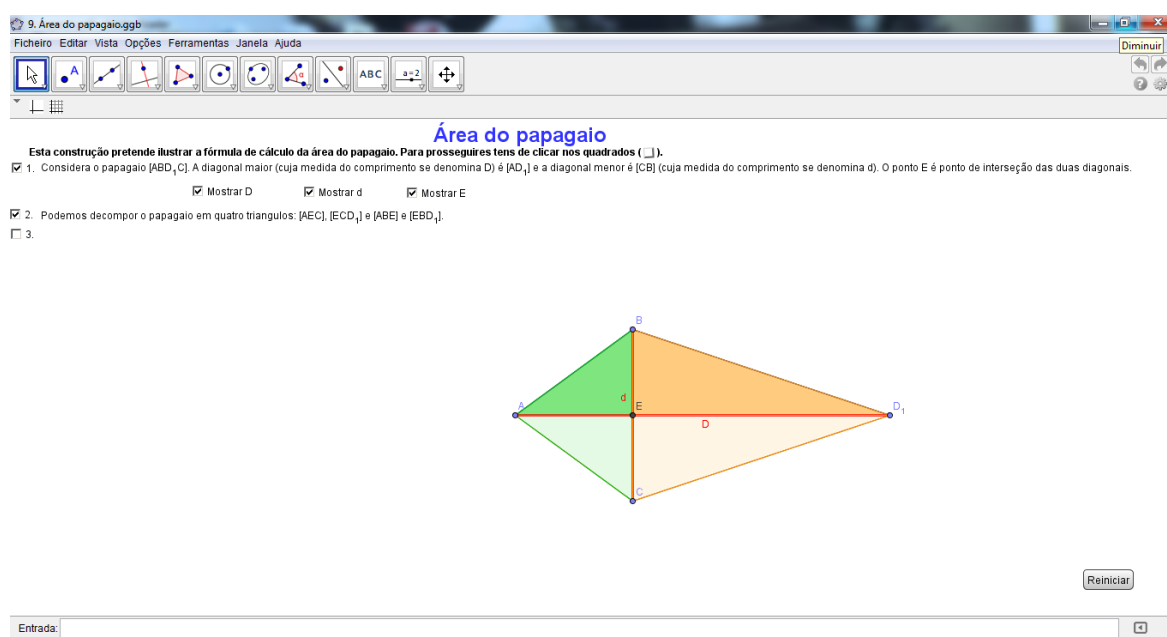 9. Área do papagaio.ggb
Ficheiro Editar Vista Opções Ferramentas Janela Ajuda
Diminuir
A
α
ABC
a=2
Área do papagaio
Esta construção pretende ilustrar a fórmula de cálculo da área do papagaio. Para prosseguires tens de clicar nos quadrados ( ).
1. Considera o papagaio [ABD₁C]. A diagonal maior (cuja medida do comprimento se denomina D) é [AD₁] e a diagonal menor é [CB] (cuja medida do comprimento se denomina d). O ponto E é ponto de interseção das duas diagonais.
Mostrar D Mostrar d Mostrar E
2. Podemos decompor o papagaio em quatro triangulos: [AEC], [ECD₁] e [ABE] e [EBD₁].
3.
B
d
A
E
D₁
D
C
Reiniciar
Entrada: